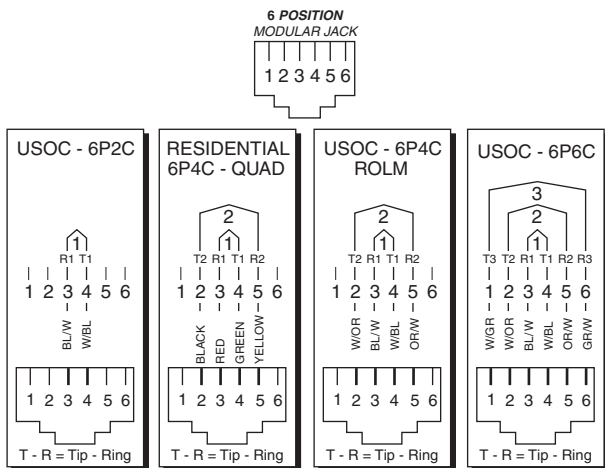 6 POSITION
MODULAR JACK
1 2 3 4 5 6
USOC - 6P2C
1
R1 T1
1 2 3 4 5 6
BL/W
W/BL
1 2 3 4 5 6
T - R = Tip - Ring
RESIDENTIAL
6P4C - QUAD
2
1
T2 R1 T1 R2
1 2 3 4 5 6
BLACK
RED
GREEN
YELLOW
1 2 3 4 5 6
T - R = Tip - Ring
USOC - 6P4C
ROLM
2
1
T2 R1 T1 R2
1 2 3 4 5 6
W/OR
BL/W
W/BL
OR/W
1 2 3 4 5 6
T - R = Tip - Ring
USOC - 6P6C
3
2
1
T3 T2 R1 T1 R2 R3
1 2 3 4 5 6
W/GR
W/OR
BL/W
W/BL
OR/W
GR/W
1 2 3 4 5 6
T - R = Tip - Ring